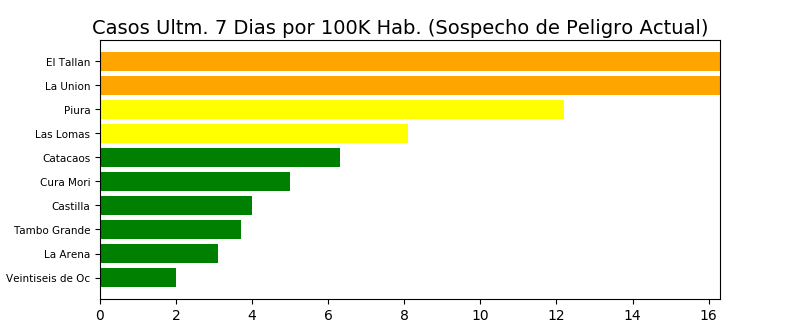 Casos Ultm. 7 Dias por 100K Hab. (Sospecho de Peligro Actual)
El Tallan
La Union
Piura
Las Lomas
Catacaos
Cura Mori
Castilla
Tambo Grande
La Arena
Veintiseis de Oc
0 2 4 6 8 10 12 14 16